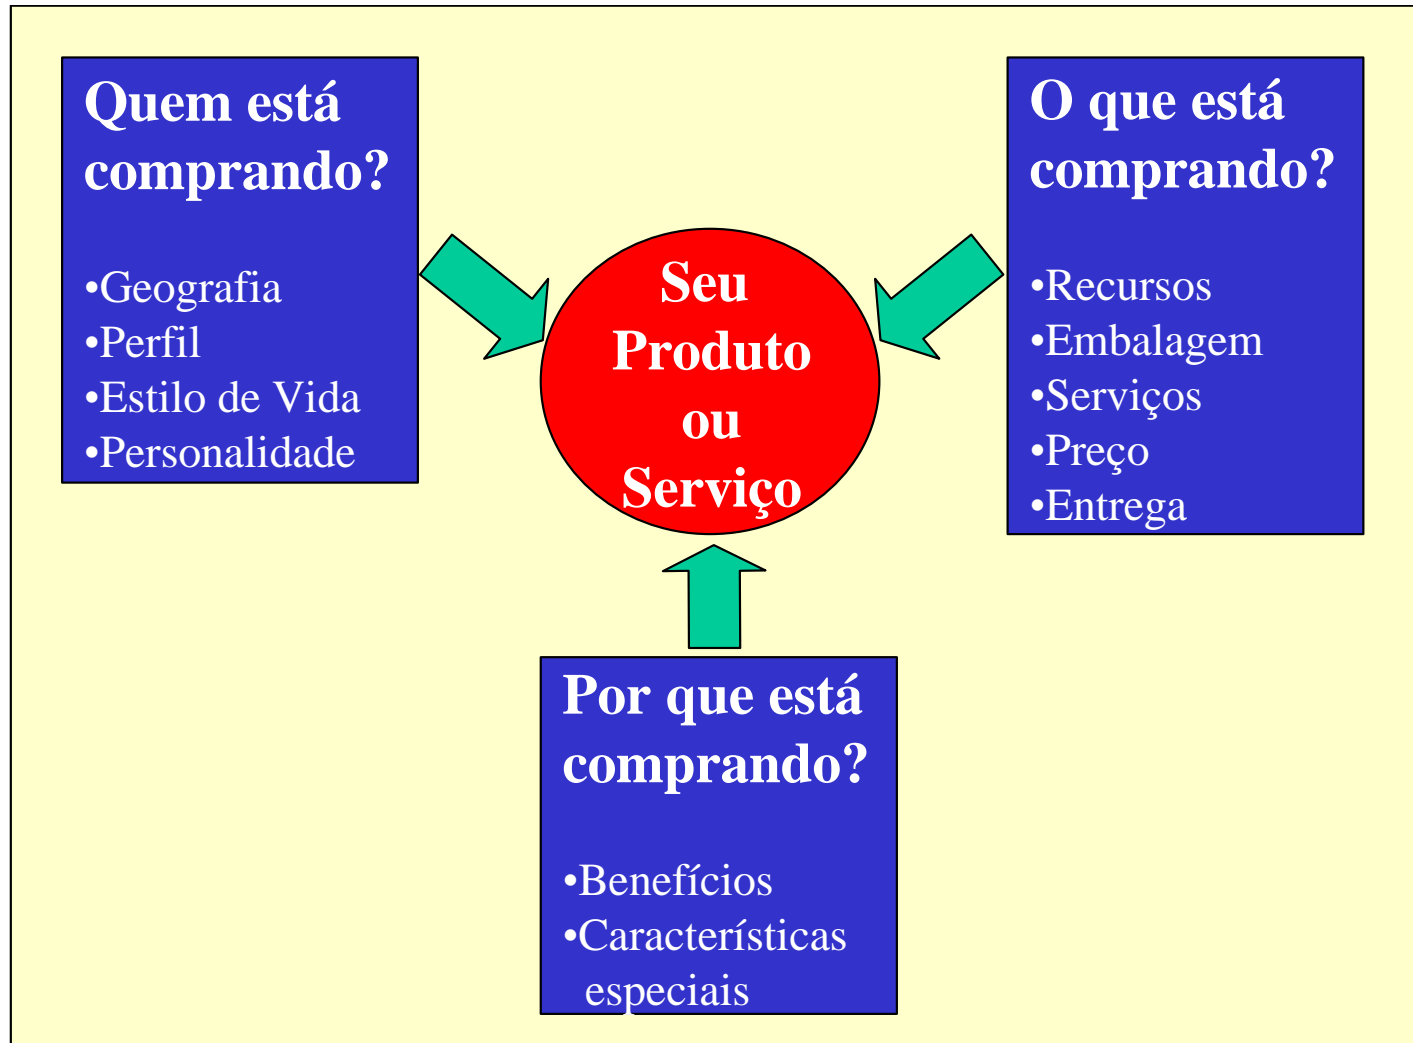 Quem está
comprando?
•Geografia
•Perfil
•Estilo de Vida
•Personalidade
Seu
Produto
ou
Serviço
O que está
comprando?
•Recursos
•Embalagem
•Serviços
•Preço
•Entrega
Por que está
comprando?
•Benefícios
•Características
especiais